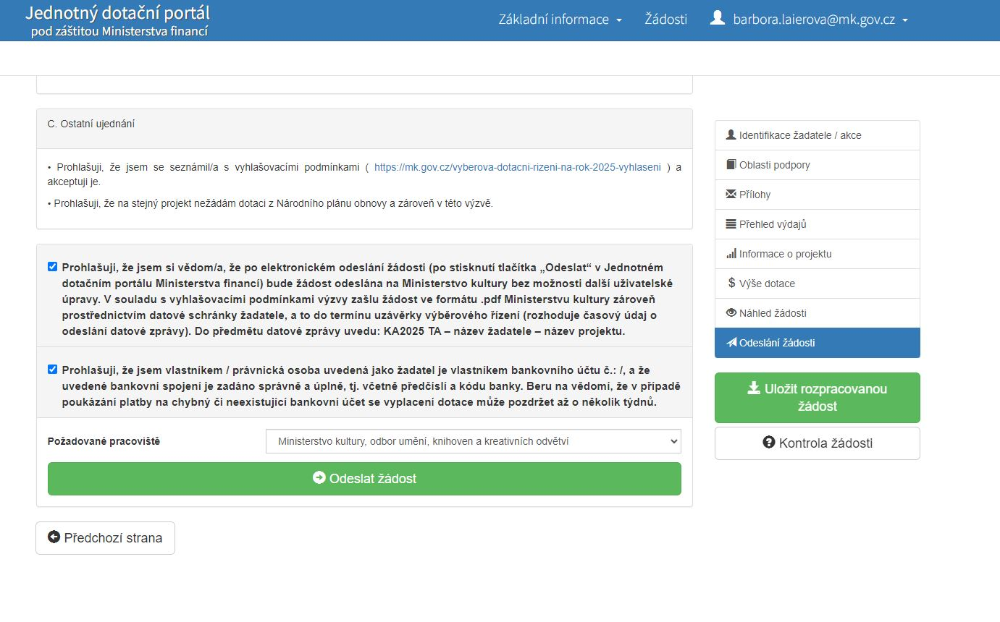 Jednotný dotační portál
pod záštitou Ministerstva financí
Základní informace
Žádosti
barbora.laierova@mk.gov.cz
C. Ostatní ujednání
• Prohlašuji, že jsem se seznámil/a s vyhlašovacími podmínkami ( https://mk.gov.cz/vyberova-dotacni-rizeni-na-rok-2025-vyhlaseni ) a
akceptuji je.
• Prohlašuji, že na stejný projekt nežádám dotaci z Národního plánu obnovy a zároveň v této výzvě.
Prohlašuji, že jsem si vědom/a, že po elektronickém odeslání žádosti (po stisknutí tlačítka „Odeslat“ v Jednotném
dotačním portálu Ministerstva financí) bude žádost odeslána na Ministerstvo kultury bez možnosti další uživatelské
úpravy. V souladu s vyhlašovacími podmínkami výzvy zašlu žádost ve formátu .pdf Ministerstvu kultury zároveň
prostřednictvím datové schránky žadatele, a to do termínu uzávěrky výběrového řízení (rozhoduje časový údaj o
odeslání datové zprávy). Do předmětu datové zprávy uvedu: KA2025 TA – název žadatele – název projektu.
Prohlašuji, že jsem vlastníkem / právnická osoba uvedená jako žadatel je vlastníkem bankovního účtu č.: /, a že
uvedené bankovní spojení je zadáno správně a úplně, tj. včetně předčíslí a kódu banky. Beru na vědomí, že v případě
poukázání platby na chybný či neexistující bankovní účet se vyplacení dotace může pozdržet až o několik týdnů.
Požadované pracoviště
Ministerstvo kultury, odbor umění, knihoven a kreativních odvětví
Odeslat žádost
Předchozí strana
Identifikace žadatele / akce
Oblasti podpory
Přílohy
Přehled výdajů
Informace o projektu
Výše dotace
Náhled žádosti
Odeslání žádosti
Uložit rozpracovanou
žádost
Kontrola žádosti